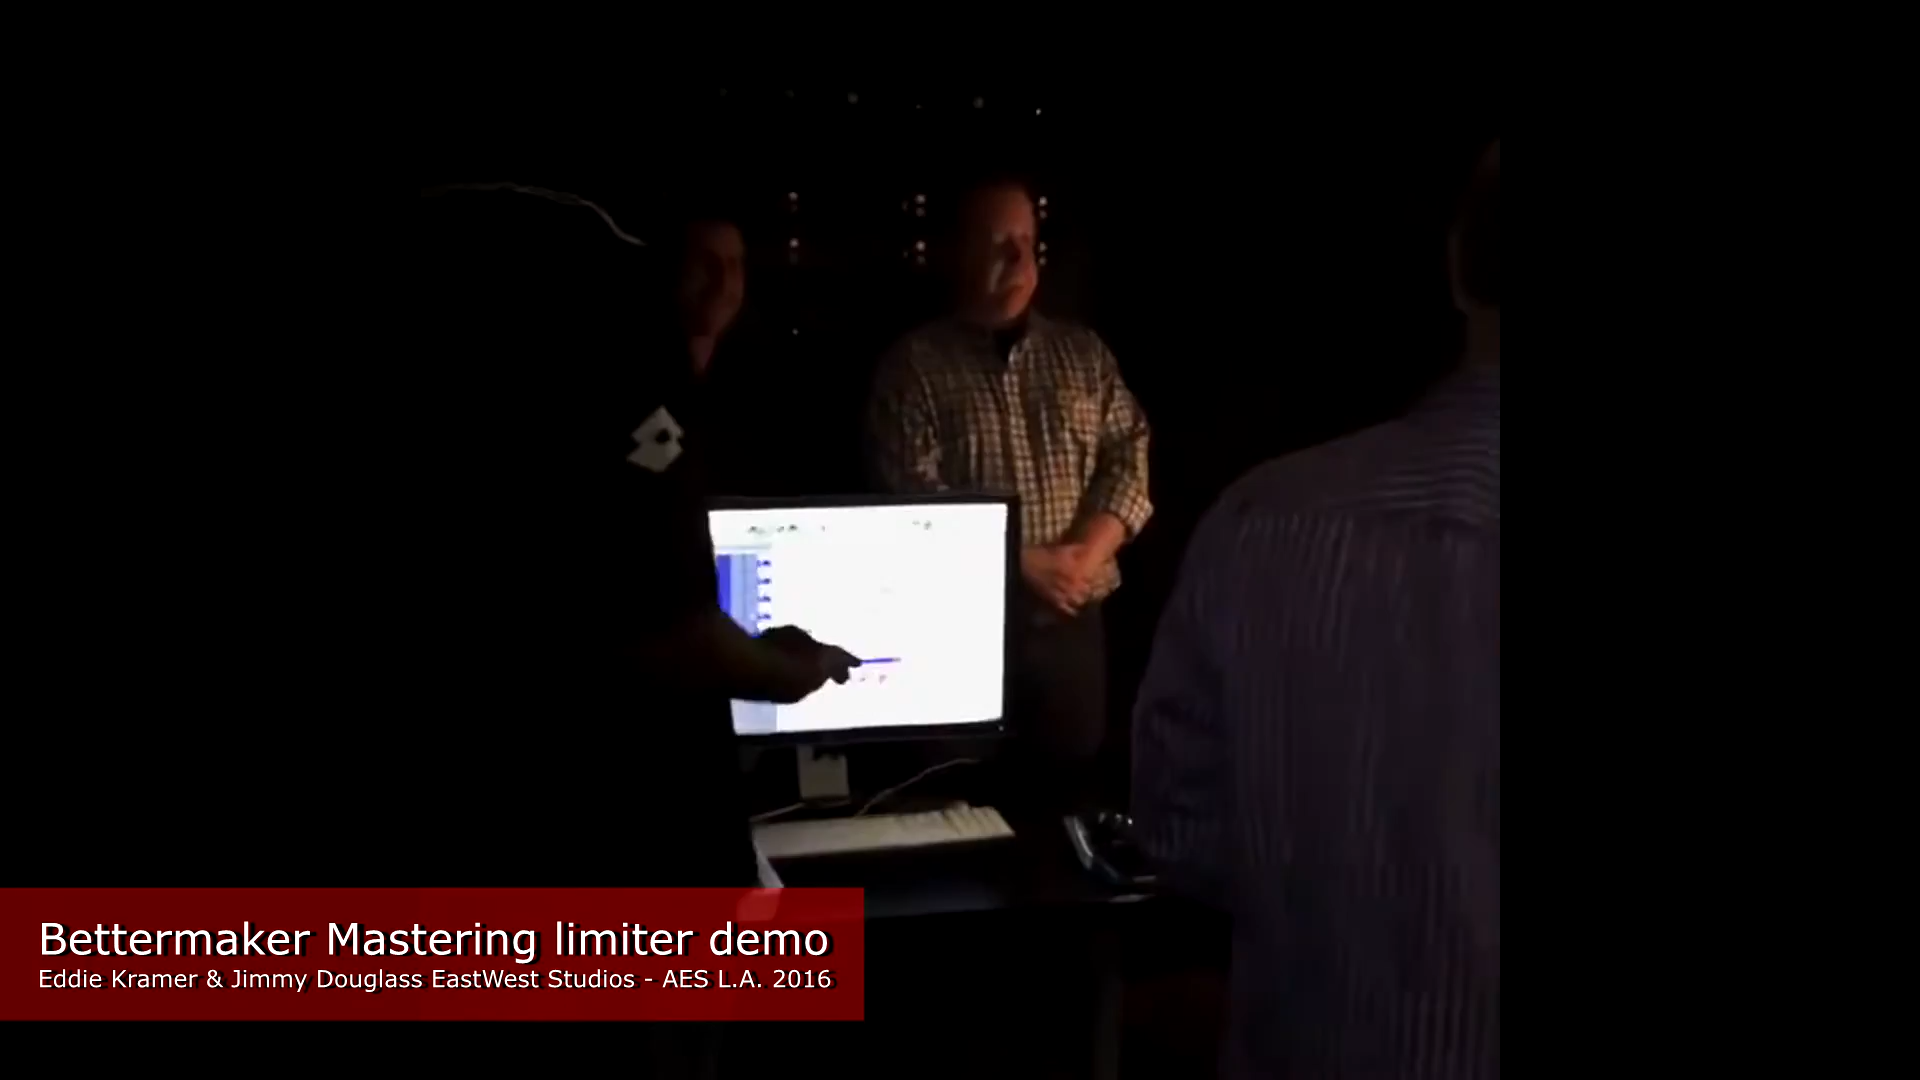 Bettermaker Mastering limiter demo
Eddie Kramer & Jimmy Douglass EastWest Studios - AES L.A. 2016